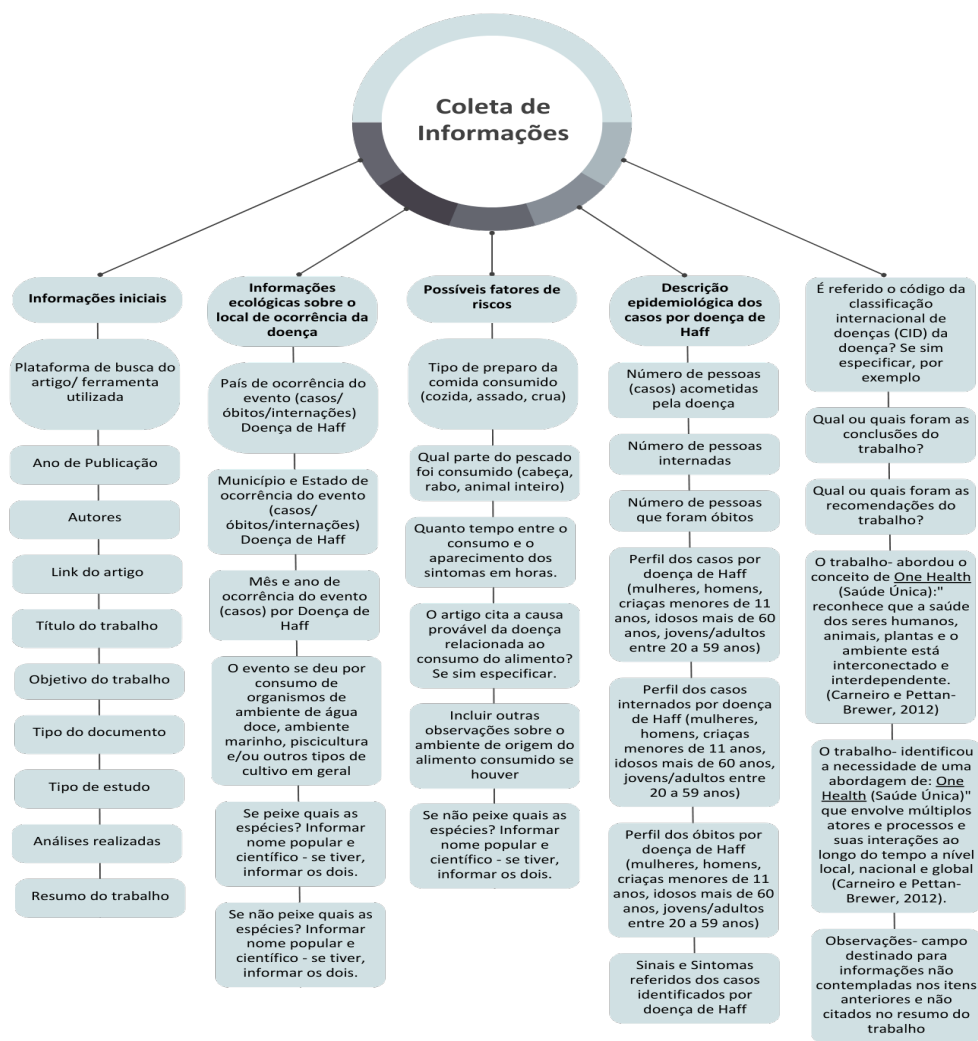 Coleta de
Informações
Informações iniciais
Plataforma de busca do
artigo/ ferramenta
utilizada
Ano de Publicação
Autores
Link do artigo
Título do trabalho
Objetivo do trabalho
Tipo do documento
Tipo de estudo
Análises realizadas
Resumo do trabalho
Informações
ecológicas sobre o
local de ocorrência da
doença
País de ocorrência do
evento (casos/
óbitos/internações)
Doença de Haff
Município e Estado de
ocorrência do evento
(casos/
óbitos/internações)
Doença de Haff
Mês e ano de
ocorrência do evento
(casos) por Doença de
Haff
O evento se deu por
consumo de
organismos de
ambiente de água
doce, ambiente
marinho, piscicultura
e/ou outros tipos de
cultivo em geral
Se peixe quais as
espécies? Informar
nome popular e
científico - se tiver,
informar os dois.
Se não peixe quais as
espécies? Informar
nome popular e
científico - se tiver,
informar os dois.
Possíveis fatores de
riscos
Tipo de preparo da
comida consumido
(cozida, assado, crua)
Qual parte do pescado
foi consumido (cabeça,
rabo, animal inteiro)
Quanto tempo entre o
consumo e o
aparecimento dos
sintomas em horas.
O artigo cita a causa
provável da doença
relacionada ao
consumo do alimento?
Se sim especificar.
Incluir outras
observações sobre o
ambiente de origem do
alimento consumido se
houver
Se não peixe quais as
espécies? Informar
nome popular e
científico - se tiver,
informar os dois.
Descrição
epidemiológica dos
casos por doença de
Haff
Número de pessoas
(casos) acometidas
pela doença
Número de pessoas
internadas
Número de pessoas
que foram óbitos
Perfil dos casos por
doença de Haff
(mulheres, homens,
criaças menores de 11
anos, idosos mais de 60
anos, jovens/adultos
entre 20 a 59 anos)
Perfil dos casos
internados por doença
de Haff (mulheres,
homens, criaças
menores de 11 anos,
idosos mais de 60 anos,
jovens/adultos entre
20 a 59 anos)
Perfil dos óbitos por
doença de Haff
(mulheres, homens,
criaças menores de 11
anos, idosos mais de 60
anos, jovens/adultos
entre 20 a 59 anos)
Sinais e Sintomas
referidos dos casos
identificados por
doença de Haff
É referido o código da
classificação
internacional de
doenças (CID) da
doença? Se sim
especificar, por
exemplo
Qual ou quais foram as
conclusões do
trabalho?
Qual ou quais foram as
recomendações do
trabalho?
O trabalho- abordou o
conceito de One Health
(Saúde Única):"
reconhece que a saúde
dos seres humanos,
animais, plantas e o
ambiente está
interconectado e
interdependente.
(Carneiro e Pettan-
Brewer, 2012)
O trabalho- identificou
a necessidade de uma
abordagem de: One
Health (Saúde Única)"
que envolve múltiplos
atores e processos e
suas interações ao
longo do tempo a nível
local, nacional e global
(Carneiro e Pettan-
Brewer, 2012).
Observações- campo
destinado para
informações não
contempladas nos itens
anteriores e não
citados no resumo do
trabalho